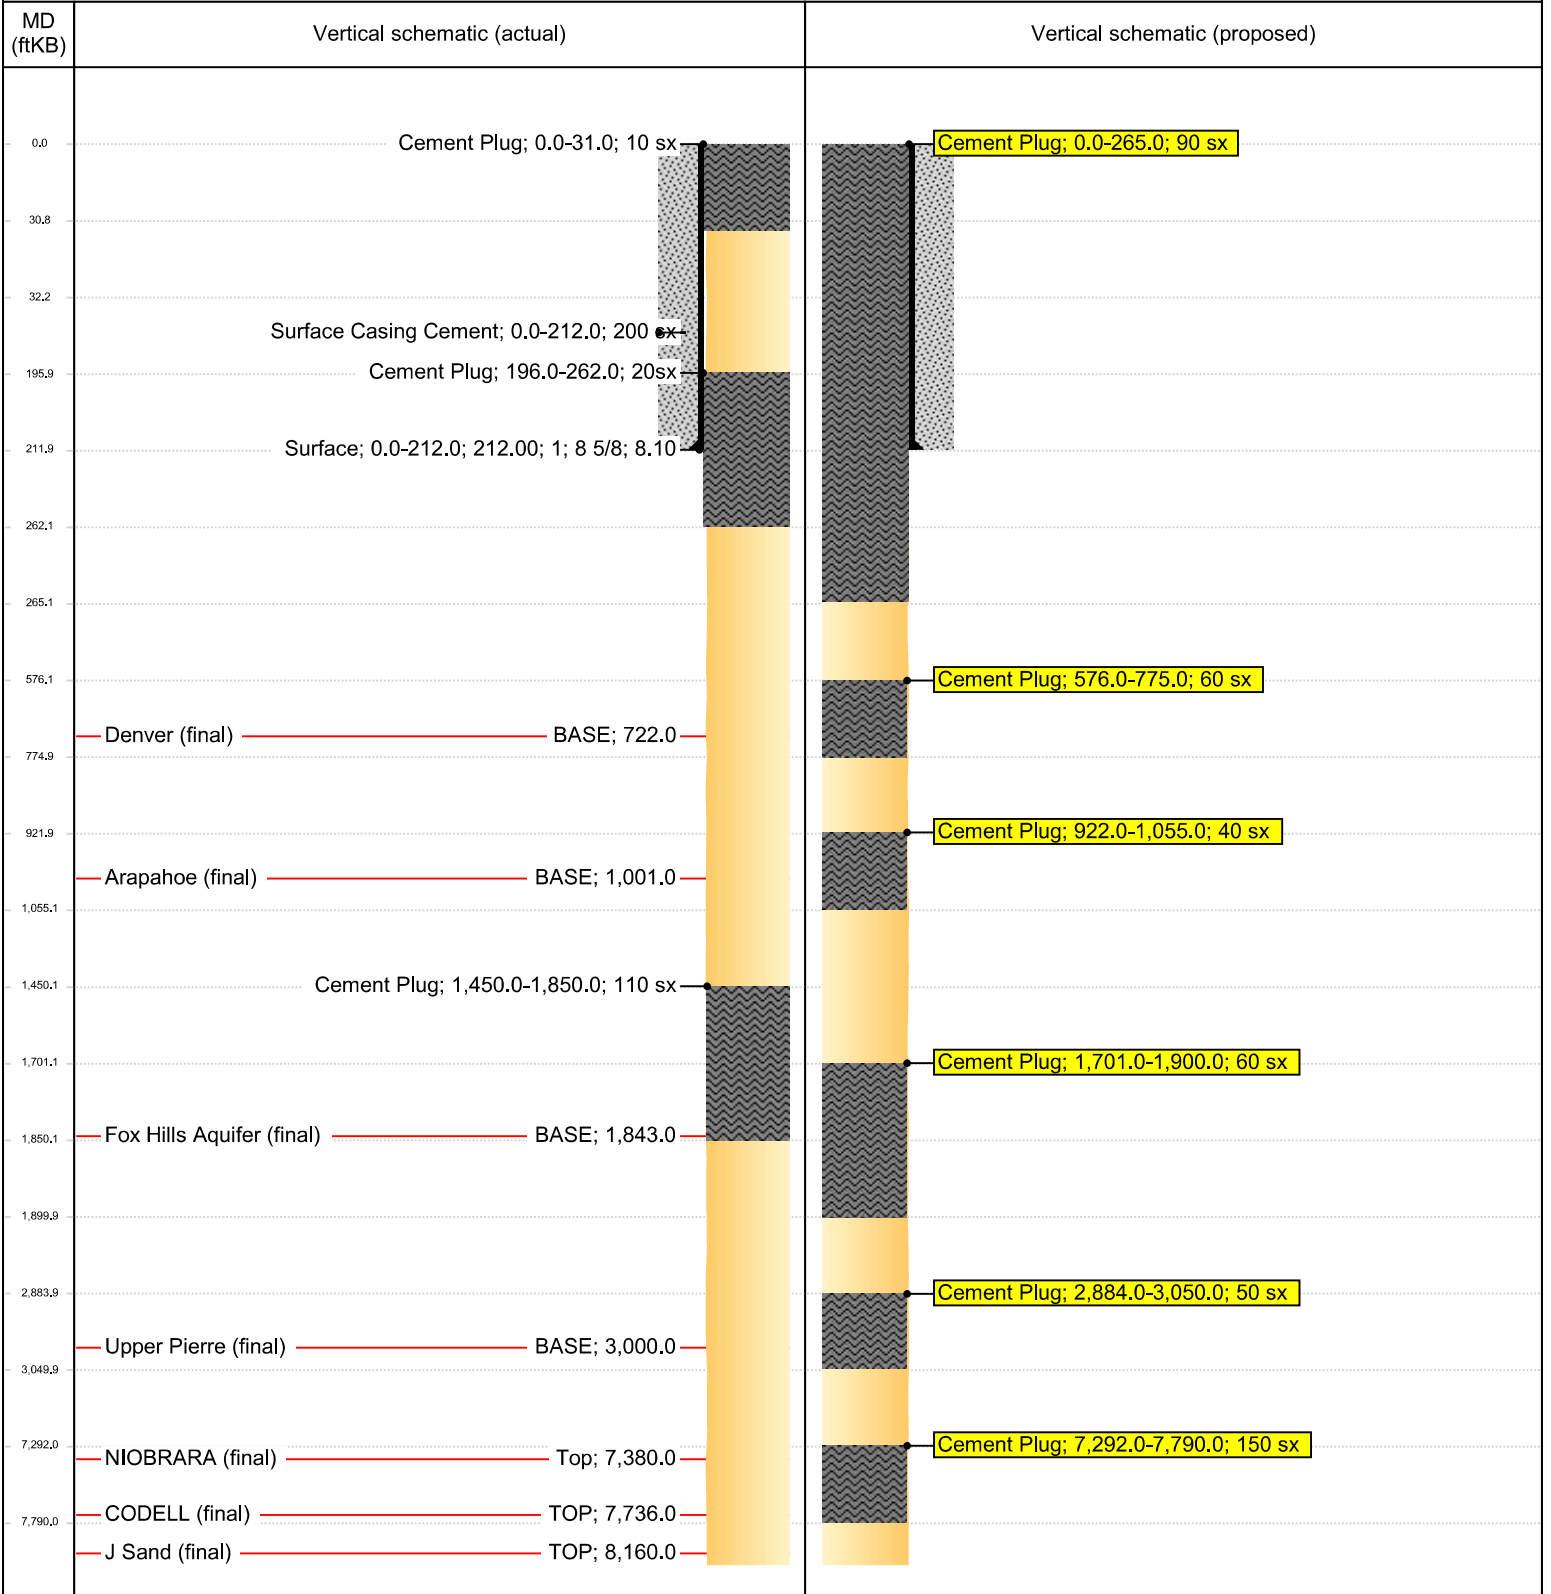 MD (ftKB)
Vertical schematic (actual)
Vertical schematic (proposed)
0.0
Cement Plug; 0.0-31.0; 10 sx
Cement Plug; 0.0-265.0; 90 sx
30.8
32.2
Surface Casing Cement; 0.0-212.0; 200 sx
195.9
Cement Plug; 196.0-262.0; 20sx
211.9
Surface; 0.0-212.0; 212.00; 1; 8 5/8; 8.10
262.1
265.1
576.1
Cement Plug; 576.0-775.0; 60 sx
Denver (final)
BASE; 722.0
774.9
921.9
Cement Plug; 922.0-1,055.0; 40 sx
Arapahoe (final)
BASE; 1,001.0
1,055.1
1,450.1
Cement Plug; 1,450.0-1,850.0; 110 sx
1,701.1
Cement Plug; 1,701.0-1,900.0; 60 sx
Fox Hills Aquifer (final)
BASE; 1,843.0
1,850.1
1,899.9
2,883.9
Cement Plug; 2,884.0-3,050.0; 50 sx
Upper Pierre (final)
BASE; 3,000.0
3,049.9
7,292.0
Cement Plug; 7,292.0-7,790.0; 150 sx
NIOBRARA (final)
Top; 7,380.0
CODELL (final)
TOP; 7,736.0
7,790.0
J Sand (final)
TOP; 8,160.0